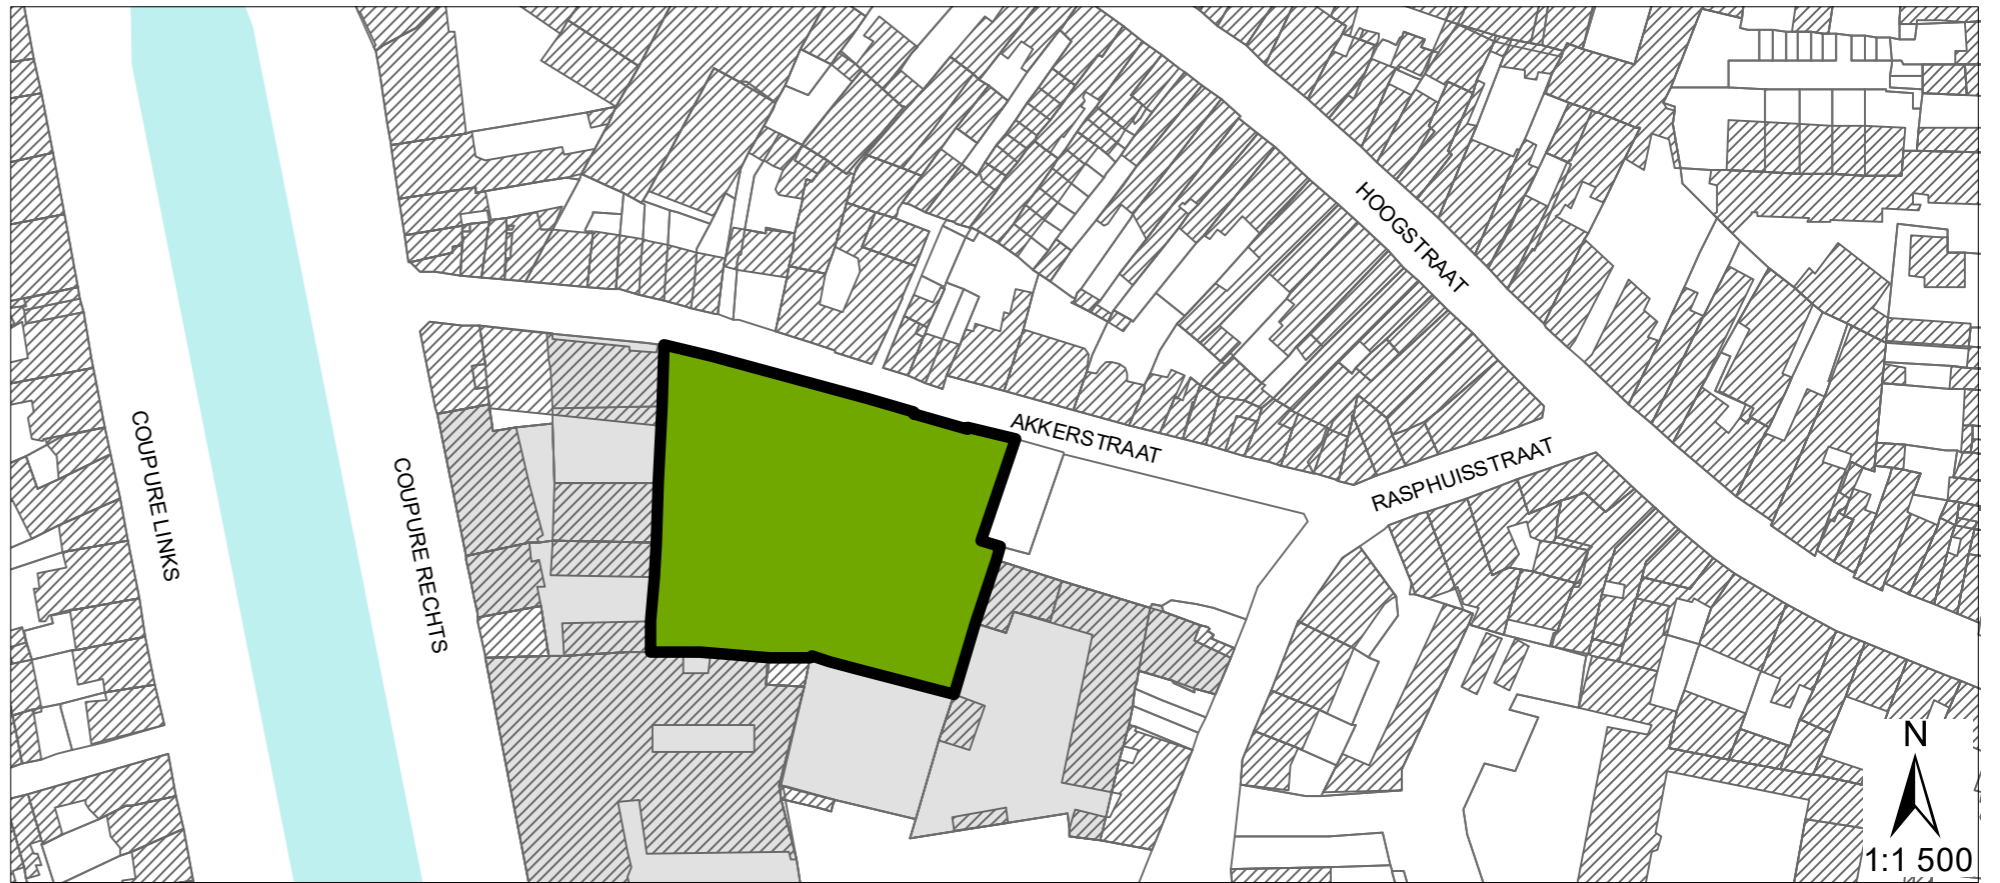 HOOGSTRAAT
AKKERSTRAAT
RASPHUISSTRAAT
COUPURE LINKS
COUPURE RECHTS
N
1:1 500